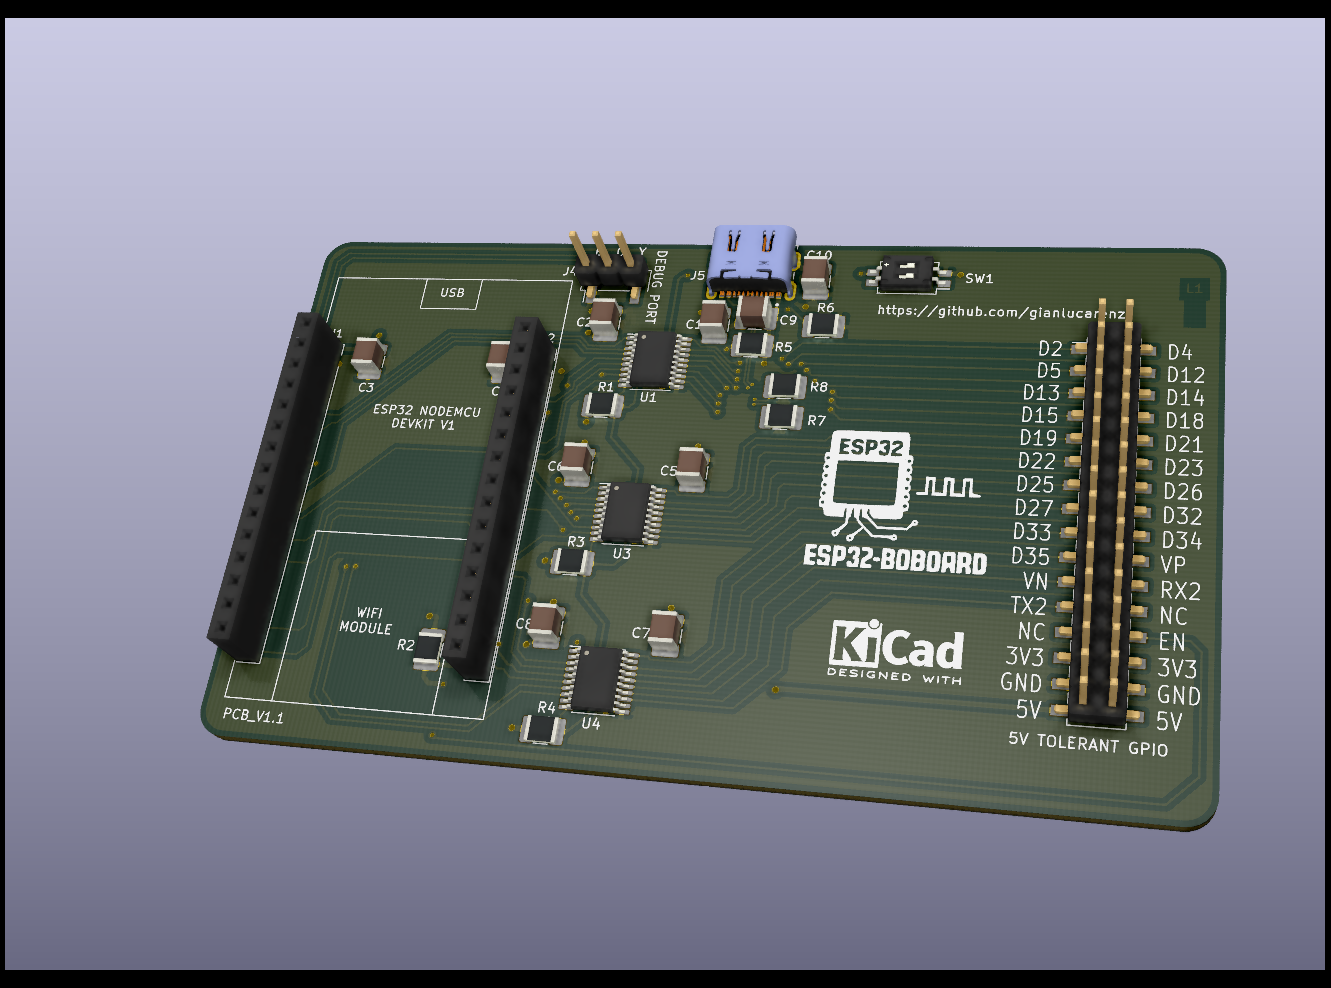 USB
J4
Y
DEBUG PORT
J5
C10
SW1
L1
https://github.com/gianlucarenz
C3
C9
R6
R5
U1
R1
R8
R7
ESP32 NODEMCU
DEVKIT V1
C5
U3
R3
WIFI
MODULE
R2
C8
C7
U4
R4
PCB_V1.1
ESP32
ESP32-BOBOARD
KiCad
DESIGNED WITH
D2 D4
D5 D12
D13 D14
D15 D18
D19 D21
D22 D23
D25 D26
D27 D32
D33 D34
D35 VP
VN RX2
TX2 NC
NC EN
3V3 3V3
GND GND
5V 5V
5V TOLERANT GPIO